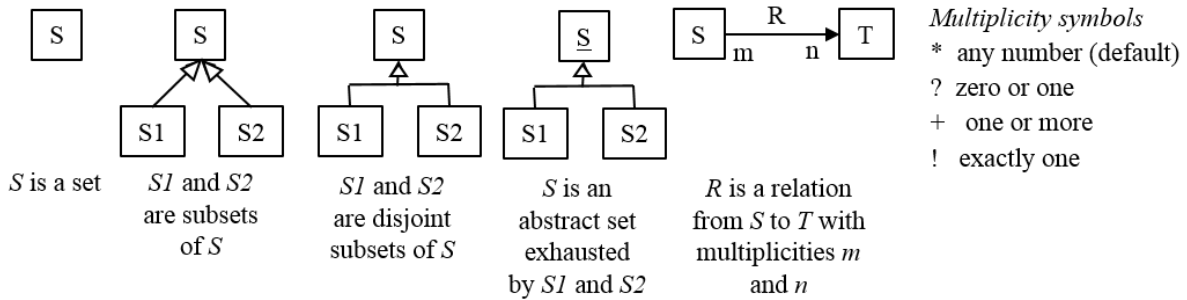 S
S
S1 S2
S
S1 S2
S
S1 S2
S R T
m n
S is a set
S1 and S2
are subsets
of S
S1 and S2
are disjoint
subsets of S
S is an
abstract set
exhausted
by S1 and S2
R is a relation
from S to T with
multiplicities m
and n
Multiplicity symbols
* any number (default)
? zero or one
+ one or more
! exactly one